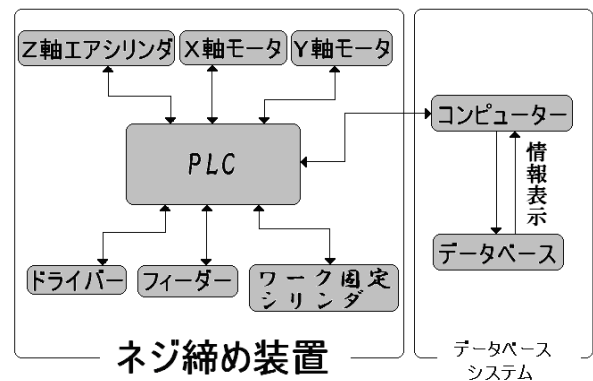 Z軸エアシリンダ
X軸モータ
Y軸モータ
PLC
コンピューター
情報表示
データベース
ドライバー
フィーダー
ワーク固定
シリンダ
ネジ締め装置
データベース
システム